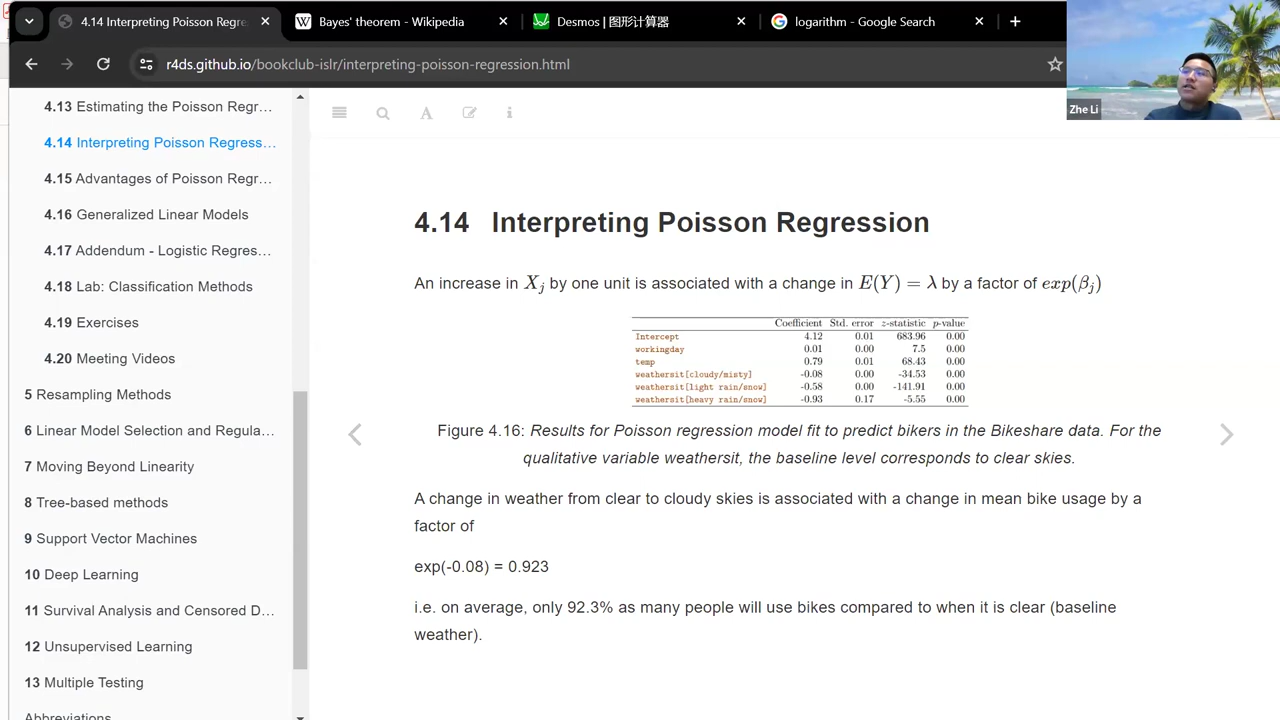 4.14 Interpreting Poisson Regre
Bayes' theorem - Wikipedia
Desmos | 图形计算器
logarithm - Google Search
r4ds.github.io/bookclub-islr/interpreting-poisson-regression.html
Zhe Li
4.13 Estimating the Poisson Regr...
4.14 Interpreting Poisson Regress...
4.15 Advantages of Poisson Regr...
4.16 Generalized Linear Models
4.17 Addendum - Logistic Regres...
4.18 Lab: Classification Methods
4.19 Exercises
4.20 Meeting Videos
5 Resampling Methods
6 Linear Model Selection and Regula...
7 Moving Beyond Linearity
8 Tree-based methods
9 Support Vector Machines
10 Deep Learning
11 Survival Analysis and Censored D...
12 Unsupervised Learning
13 Multiple Testing
Abbreviations
4.14 Interpreting Poisson Regression
An increase in Xj by one unit is associated with a change in E(Y) = λ by a factor of exp(βj)
Coefficient Std. error z-statistic p-value
Intercept 4.12 0.01 683.96 0.00
workingday 0.01 0.00 7.5 0.00
temp 0.79 0.01 68.43 0.00
weathersit[cloudy/misty] -0.08 0.00 -34.53 0.00
weathersit[light rain/snow] -0.58 0.00 -141.91 0.00
weathersit[heavy rain/snow] -0.93 0.17 -5.55 0.00
Figure 4.16: Results for Poisson regression model fit to predict bikers in the Bikeshare data. For the
qualitative variable weathersit, the baseline level corresponds to clear skies.
A change in weather from clear to cloudy skies is associated with a change in mean bike usage by a
factor of
exp(-0.08) = 0.923
i.e. on average, only 92.3% as many people will use bikes compared to when it is clear (baseline
weather).